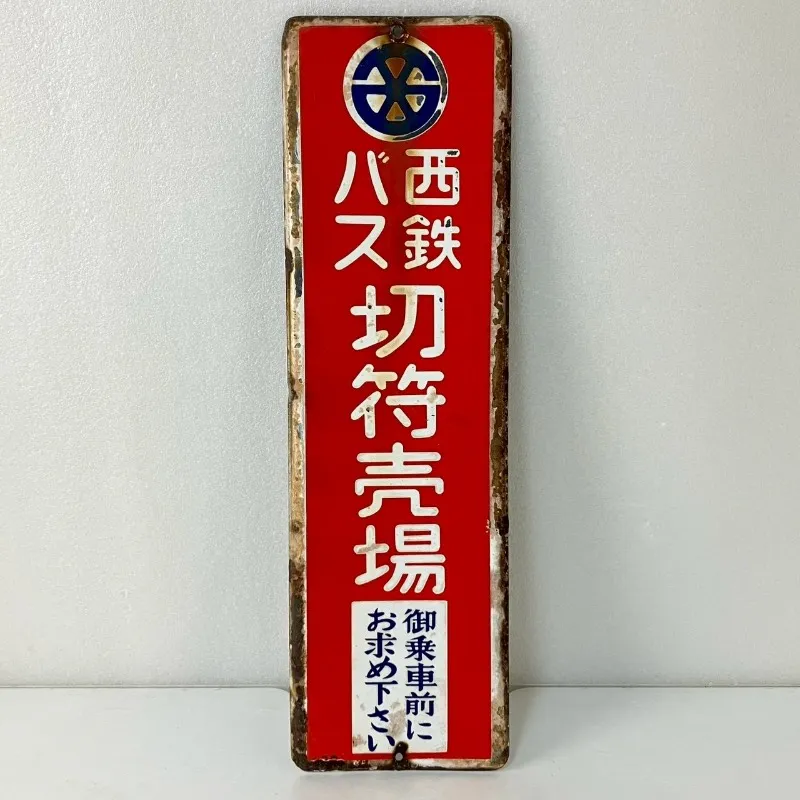 西鉄
バス
切符売場
御乗車前に
お求め下さい